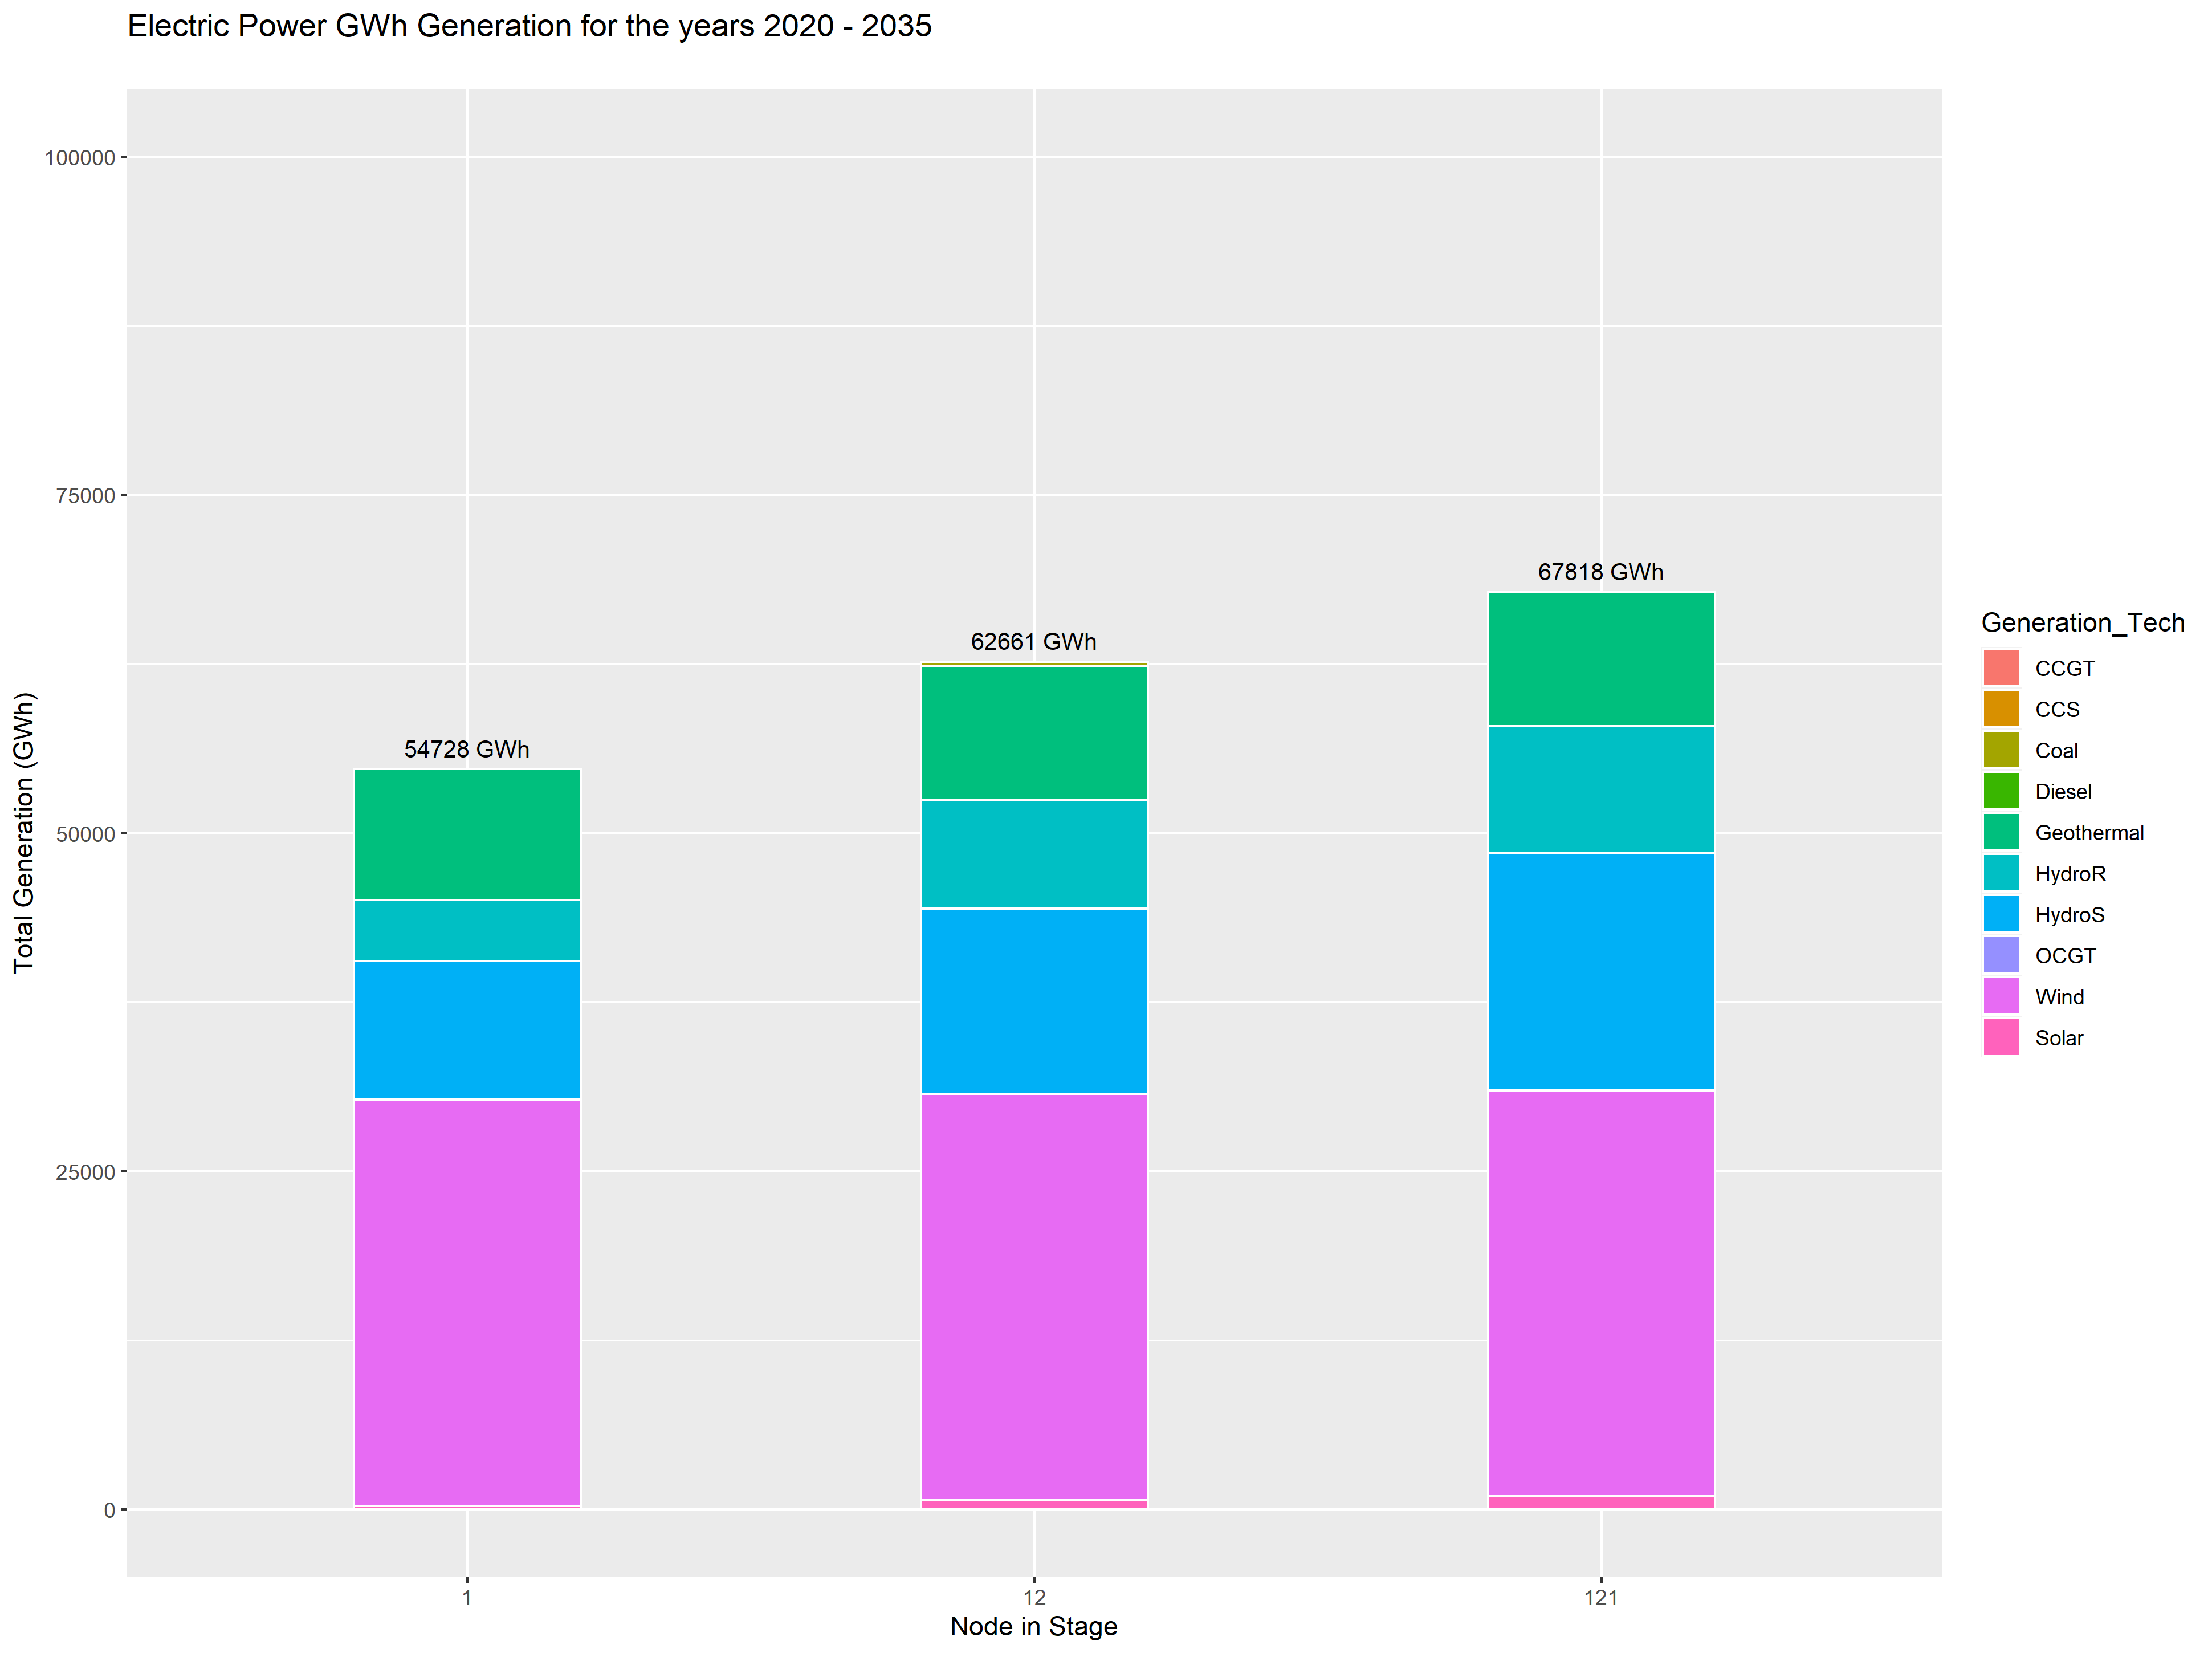 Electric Power GWh Generation for the years 2020 - 2035
Total Generation (GWh)
100000
75000
50000
25000
0
54728 GWh
62661 GWh
67818 GWh
1
12
121
Node in Stage
Generation_Tech
CCGT
CCS
Coal
Diesel
Geothermal
HydroR
HydroS
OCGT
Wind
Solar